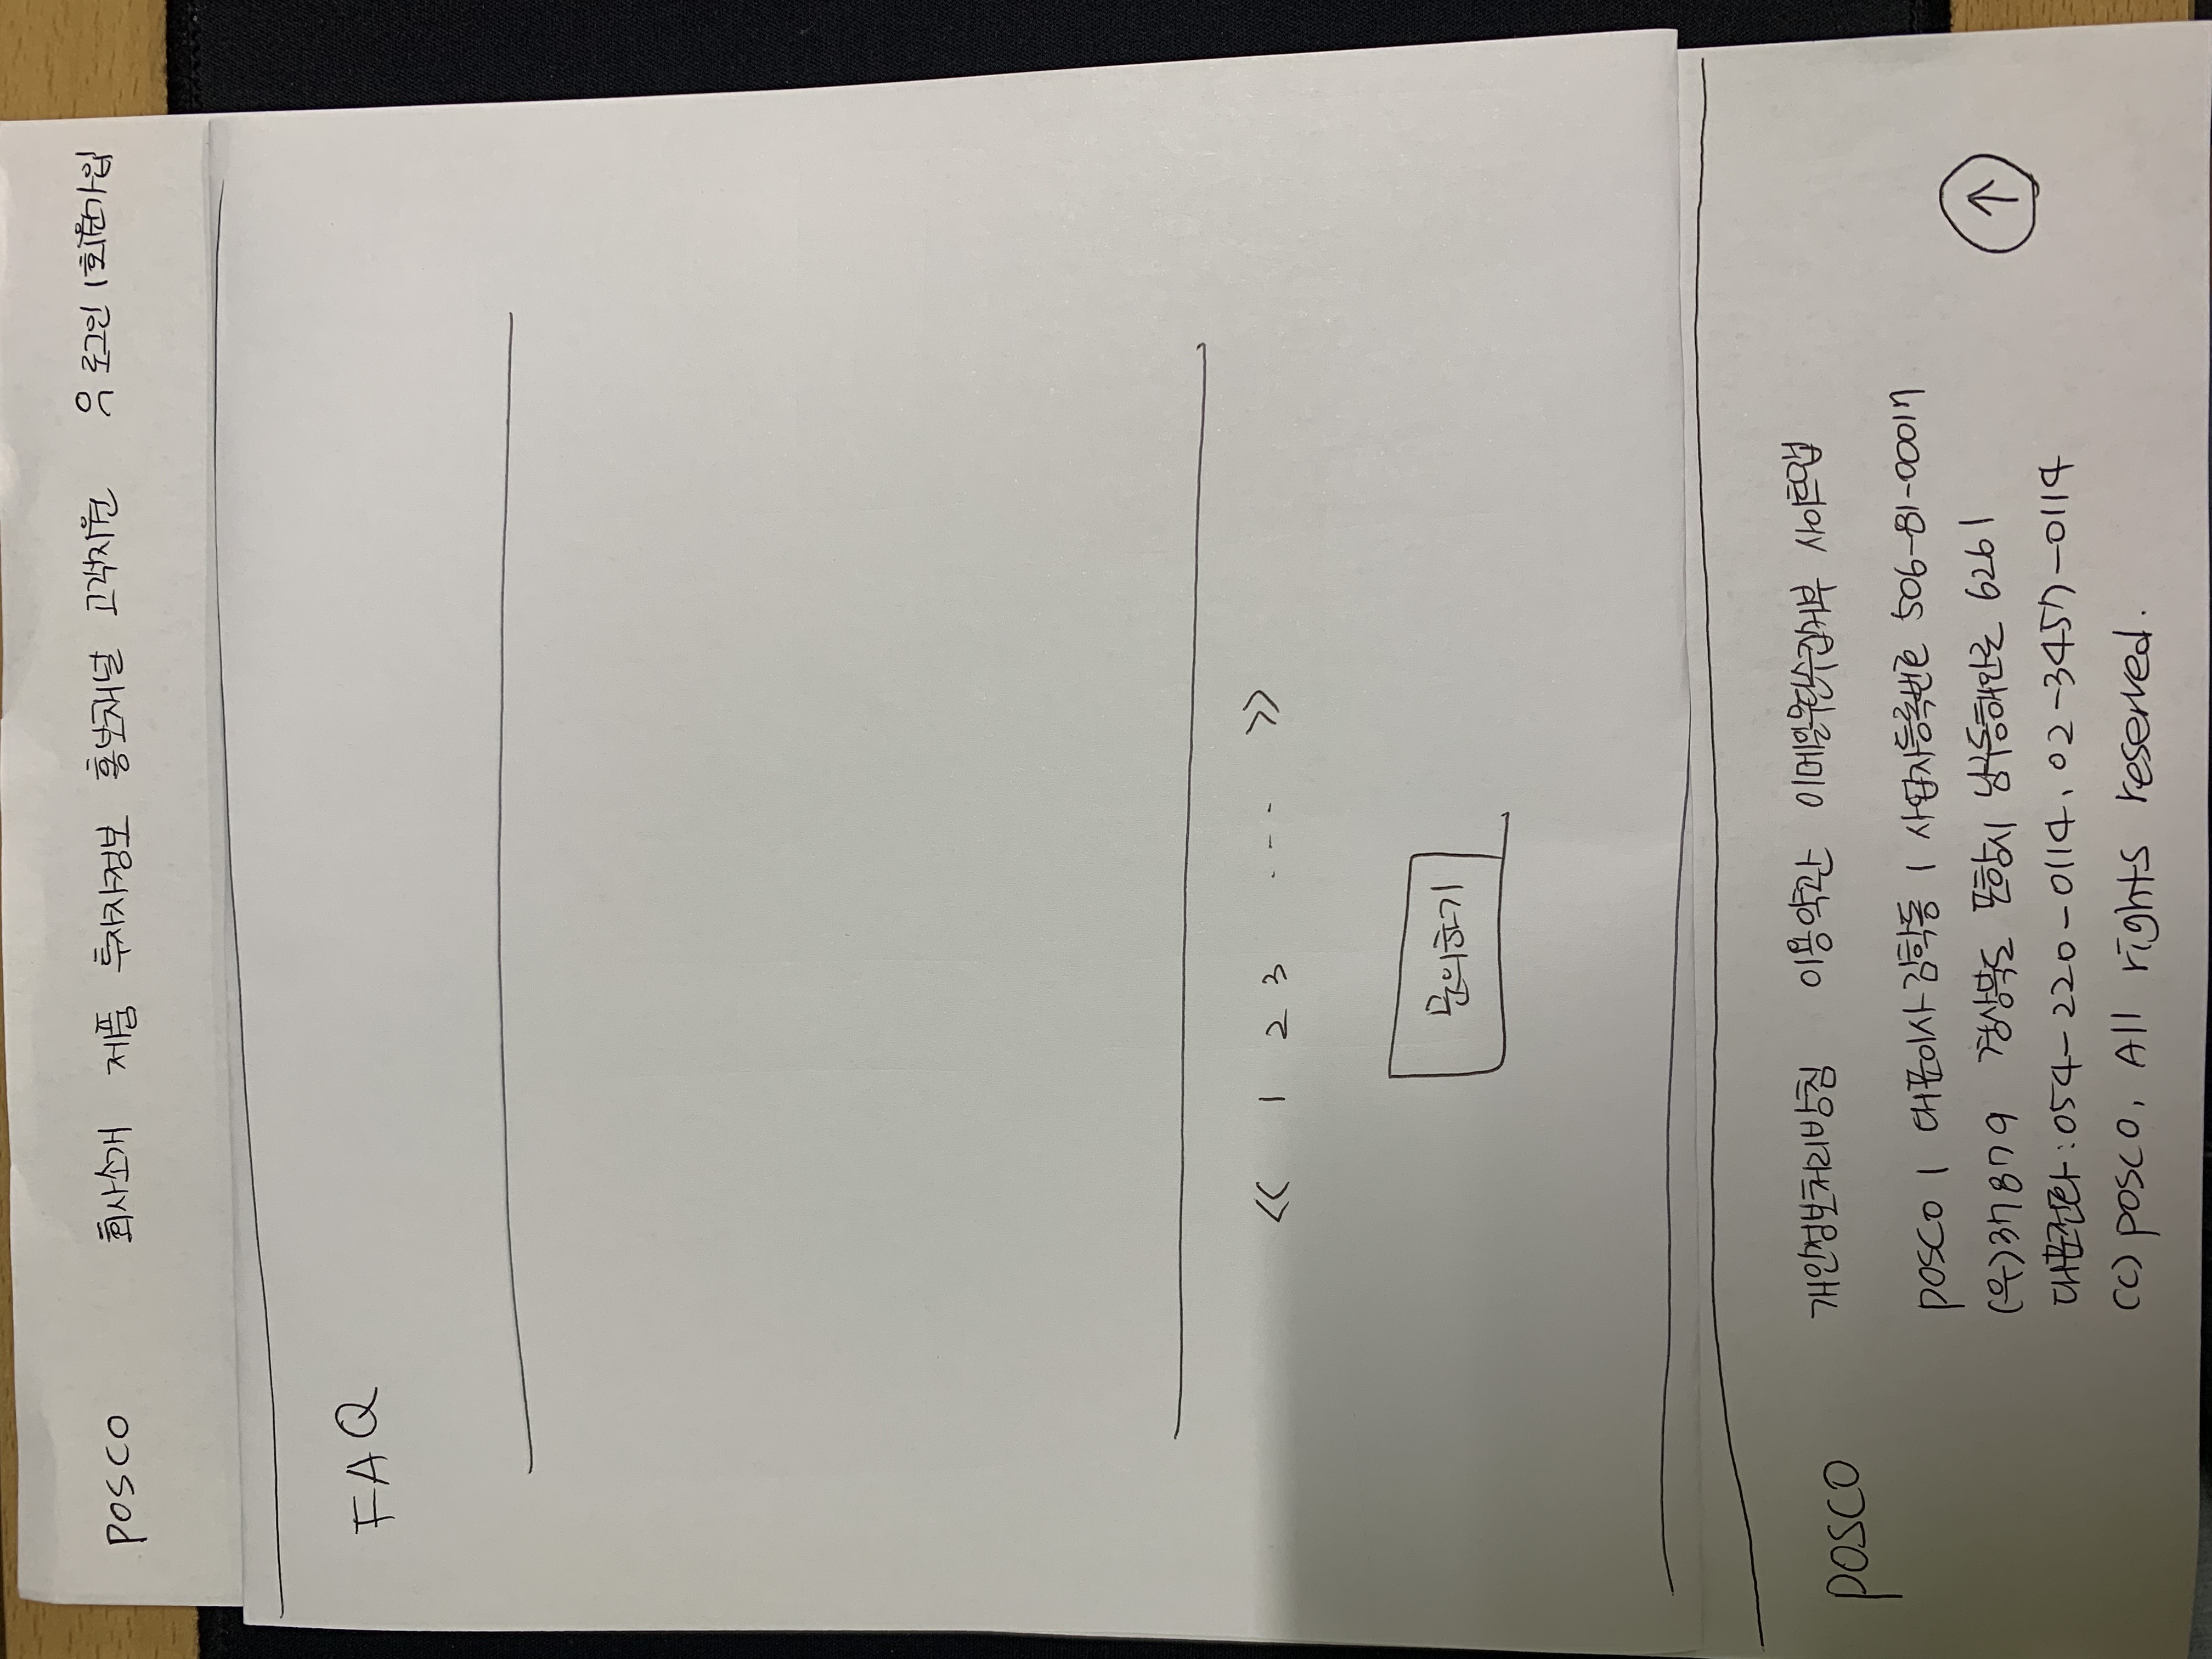 POSCO 회사소개 제품 투자자정보 홍보채널 고객지원 로그인 | 회원가입
FAQ
<< 1 2 3 --- >>
문의하기
POSCO
개인정보처리방침 이용약관 이메일무단수집거부 사이트맵
POSCO | 대표이사 김학동 | 사업자등록번호 506-81-00017
(우)37879 경상북도 포항시 남구동해안로 6261
대표전화 : 054-220-0114, 02-3457-0114
(C) POSCO, All rights reserved.